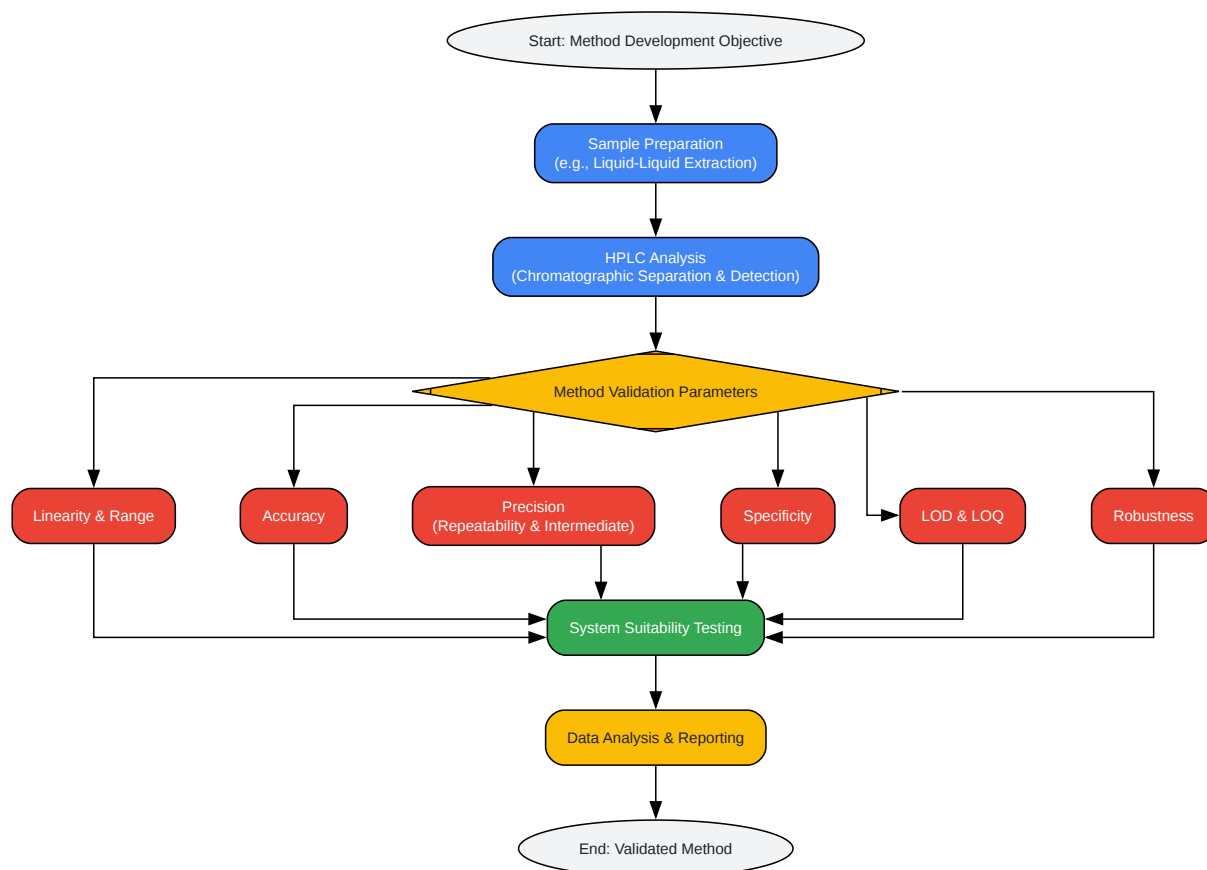 Start: Method Development Objective
Sample Preparation
(e.g., Liquid-Liquid Extraction)
HPLC Analysis
(Chromatographic Separation & Detection)
Method Validation Parameters
Linearity & Range
Accuracy
Precision
(Repeatability & Intermediate)
Specificity
LOD & LOQ
Robustness
System Suitability Testing
Data Analysis & Reporting
End: Validated Method